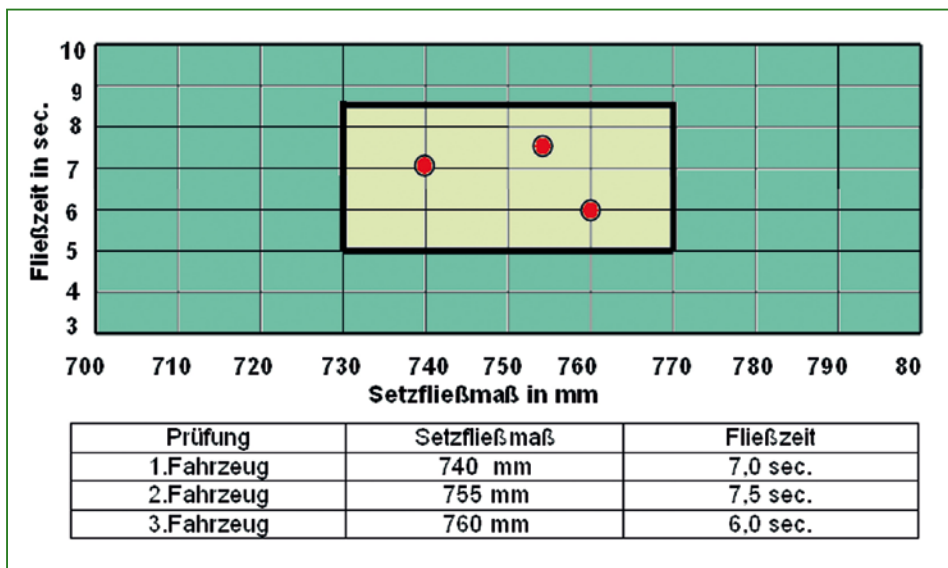 10
9
8
7
6
5
4
3
Fließzeit in sec.
700 710 720 730 740 750 760 770 780 790 80
Setzfließmaß in mm
Prüfung Setzfließmaß Fließzeit
1.Fahrzeug 740 mm 7,0 sec.
2.Fahrzeug 755 mm 7,5 sec.
3.Fahrzeug 760 mm 6,0 sec.